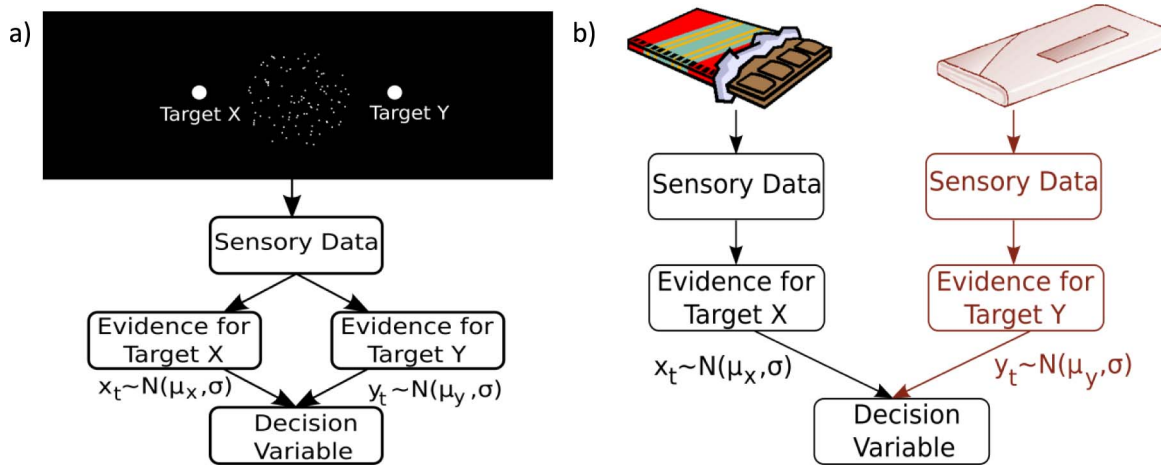 a)
Target X
Target Y
Sensory Data
Evidence for
Target X
Evidence for
Target Y
x_t~N(μ_x,σ)
y_t~N(μ_y,σ)
Decision
Variable
b)
Sensory Data
Sensory Data
Evidence for
Target X
Evidence for
Target Y
x_t~N(μ_x,σ)
y_t~N(μ_y,σ)
Decision
Variable